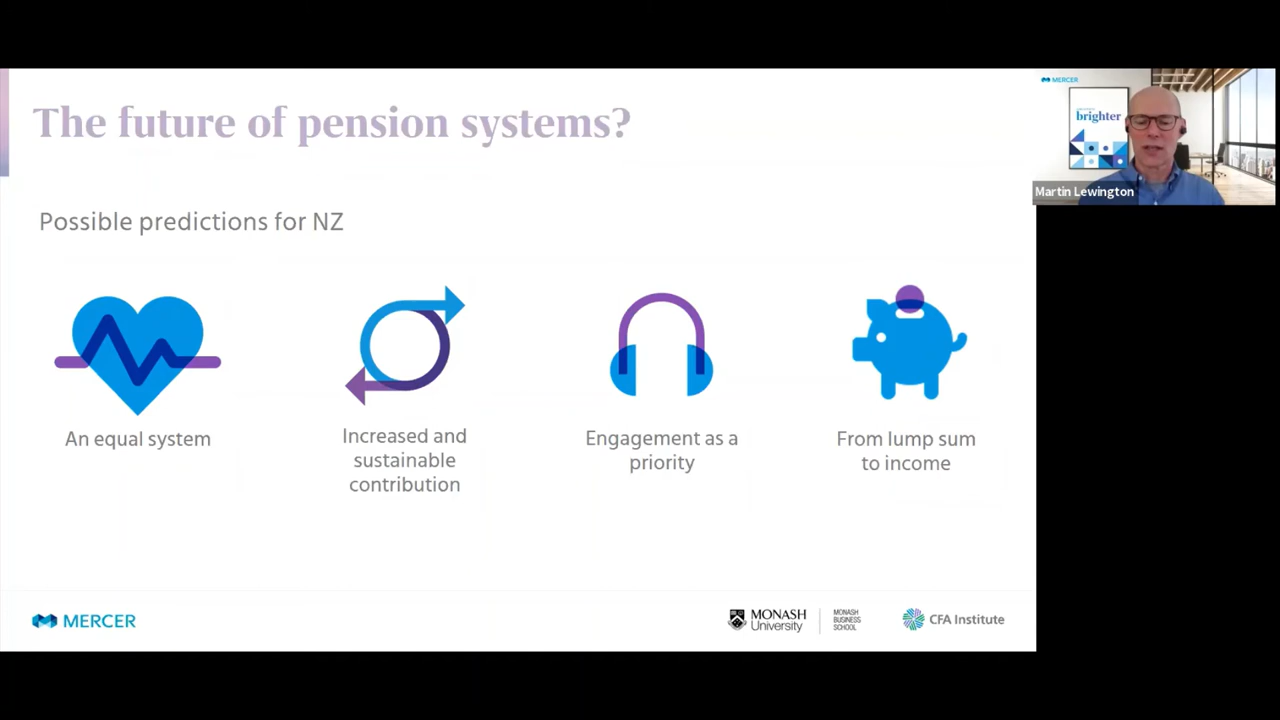 The future of pension systems?
Possible predictions for NZ
An equal system
Increased and
sustainable
contribution
Engagement as a
priority
From lump sum
to income
MERCER
MONASH
University
MONASH
BUSINESS
SCHOOL
CFA Institute
MERCER
brighter
Martin Lewington